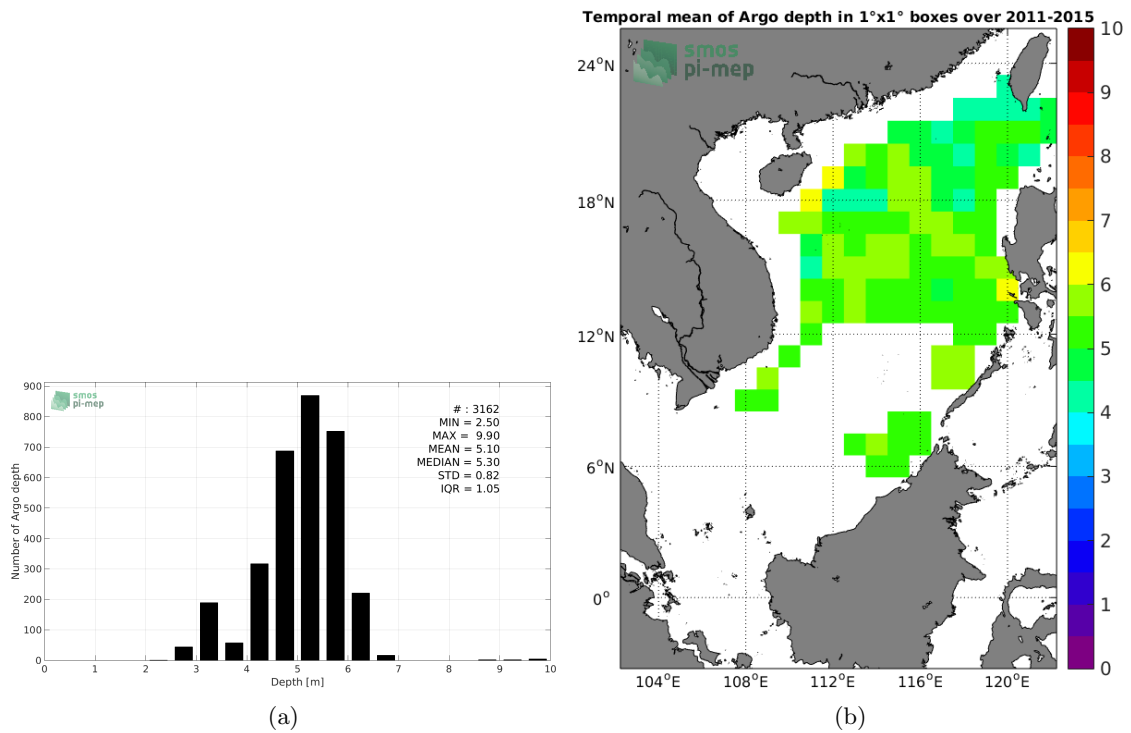 Temporal mean of Argo depth in 1°x1° boxes over 2011-2015
smos
pi-mep
24°N
18°N
12°N
6°N
0°
104°E
108°E
112°E
116°E
120°E
10
9
8
7
6
5
4
3
2
1
0
smos
pi-mep
# : 3162
MIN = 2.50
MAX = 9.90
MEAN = 5.10
MEDIAN = 5.30
STD = 0.82
IQR = 1.05
Number of Argo depth
900
800
700
600
500
400
300
200
100
0
0 1 2 3 4 5 6 7 8 9 10
Depth [m]
(a)
(b)